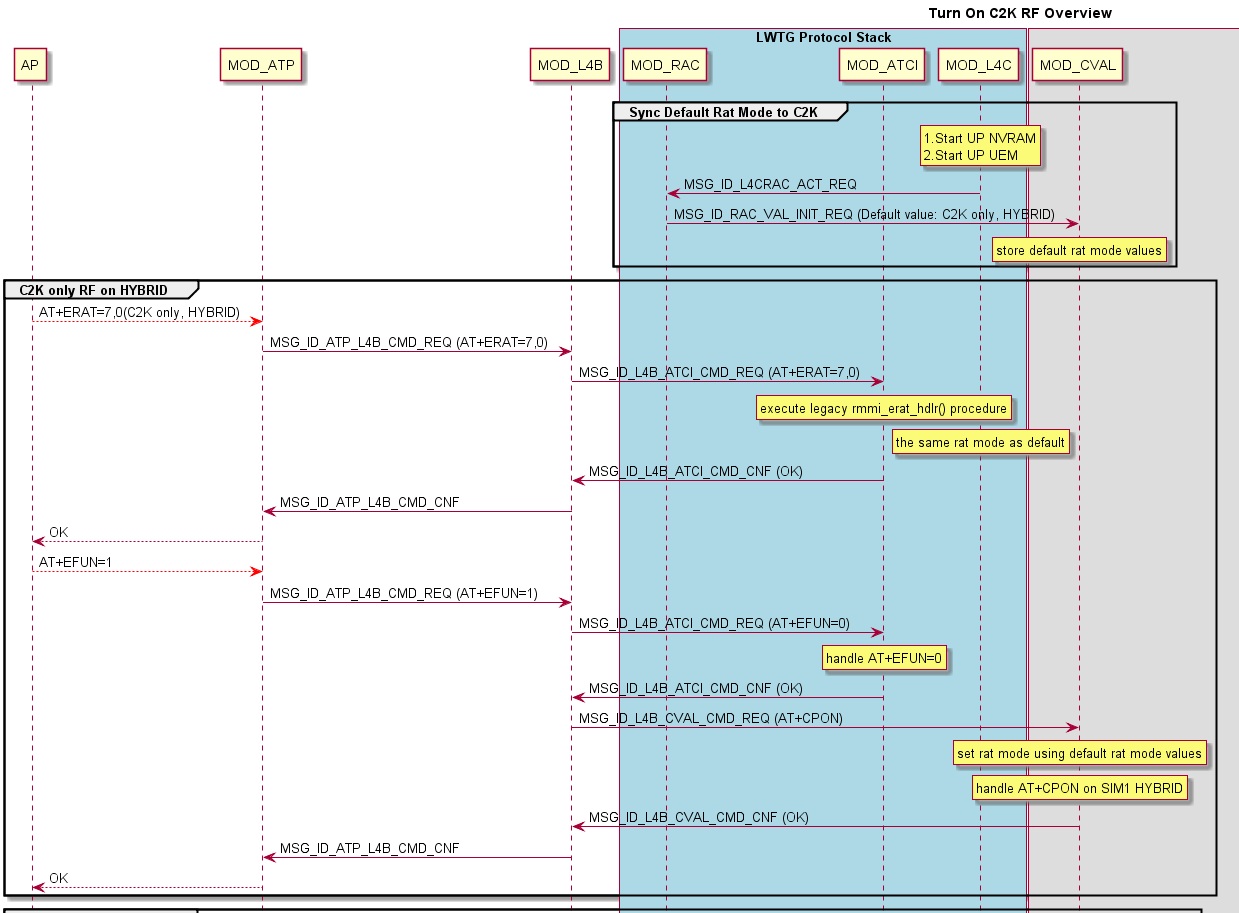 Turn On C2K RF Overview
LWTG Protocol Stack
AP
MOD_ATP
MOD_L4B
MOD_RAC
MOD_ATCI
MOD_L4C
MOD_CVAL
Sync Default Rat Mode to C2K
1.Start UP NVRAM
2.Start UP UEM
MSG_ID_L4CRAC_ACT_REQ
MSG_ID_RAC_VAL_INIT_REQ (Default value: C2K only, HYBRID)
store default rat mode values
C2K only RF on HYBRID
AT+ERAT=7,0(C2K only, HYBRID)
MSG_ID_ATP_L4B_CMD_REQ (AT+ERAT=7,0)
MSG_ID_L4B_ATCI_CMD_REQ (AT+ERAT=7,0)
execute legacy rmmi_erat_hdlr() procedure
the same rat mode as default
MSG_ID_L4B_ATCI_CMD_CNF (OK)
MSG_ID_ATP_L4B_CMD_CNF
OK
AT+EFUN=1
MSG_ID_ATP_L4B_CMD_REQ (AT+EFUN=1)
MSG_ID_L4B_ATCI_CMD_REQ (AT+EFUN=0)
handle AT+EFUN=0
MSG_ID_L4B_ATCI_CMD_CNF (OK)
MSG_ID_L4B_CVAL_CMD_REQ (AT+CPON)
set rat mode using default rat mode values
handle AT+CPON on SIM1 HYBRID
MSG_ID_L4B_CVAL_CMD_CNF (OK)
MSG_ID_ATP_L4B_CMD_CNF
OK